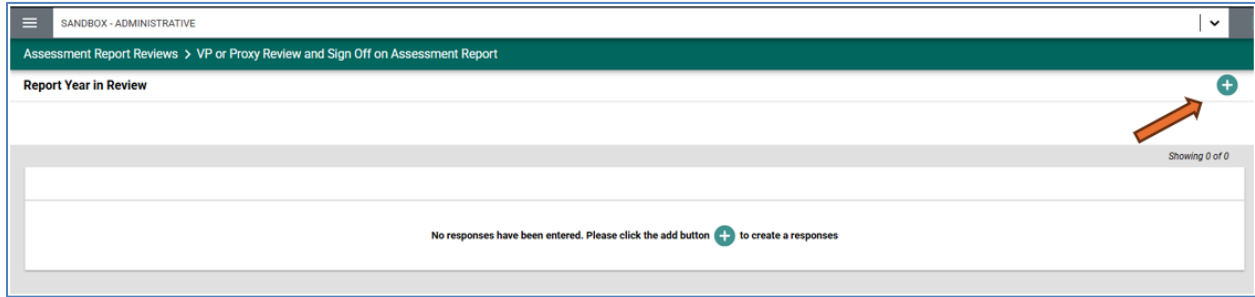 SANDBOX - ADMINISTRATIVE
Assessment Report Reviews > VP or Proxy Review and Sign Off on Assessment Report
Report Year in Review
Showing 0 of 0
No responses have been entered. Please click the add button + to create a responses